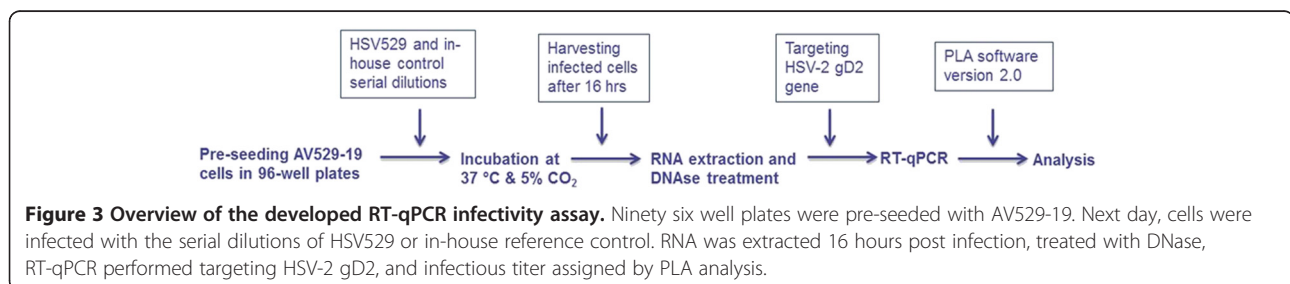 HSV529 and in-
house control
serial dilutions
Harvesting
infected cells
after 16 hrs
Targeting
HSV-2 gD2
gene
PLA software
version 2.0
Pre-seeding AV529-19
cells in 96-well plates
Incubation at
37 °C & 5% CO₂
RNA extraction and
DNAse treatment
RT-qPCR
Analysis
Figure 3 Overview of the developed RT-qPCR infectivity assay. Ninety six well plates were pre-seeded with AV529-19. Next day, cells were
infected with the serial dilutions of HSV529 or in-house reference control. RNA was extracted 16 hours post infection, treated with DNase,
RT-qPCR performed targeting HSV-2 gD2, and infectious titer assigned by PLA analysis.